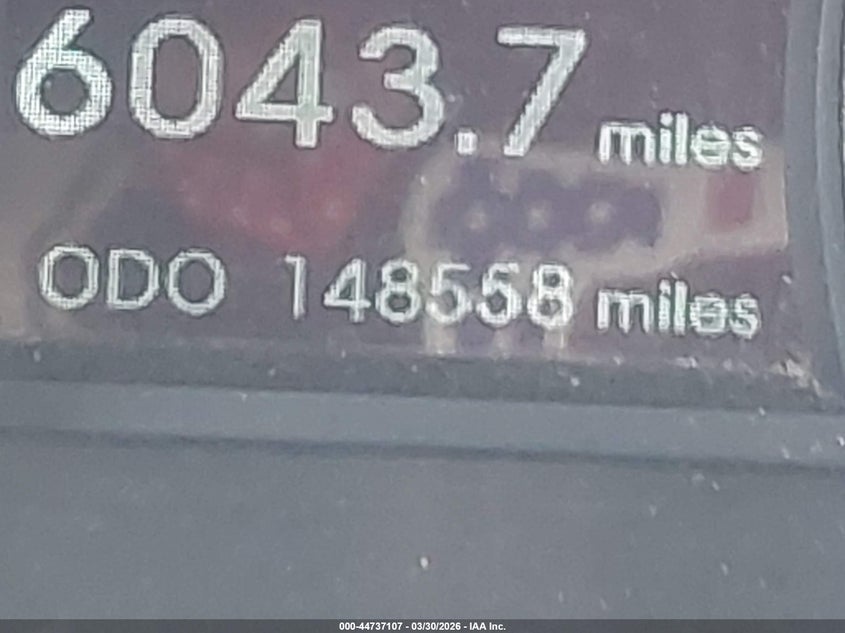 6043.7 miles
ODO 148558 miles
000-44737107 - 03/30/2026 - IAA Inc.